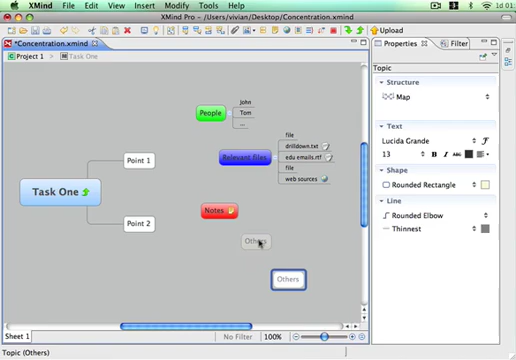 XMind File Edit View Insert Modify Tools Help 1d 01:
XMind Pro - /Users/vivian/Desktop/Concentration.xmind
Upload
*Concentration.xmind
Properties
Filter
Project 1
Task One
Topic
Structure
Map
Text
Lucida Grande
13
B I Abc
Shape
Rounded Rectangle
Line
Rounded Elbow
Thinnest
People
John
Tom
...
Relevant files
file
drilldown.txt
edu emails.rtf
file
web sources
Task One
Point 1
Point 2
Notes
Others
Others
Sheet 1
No Filter
100%
Topic (Others)